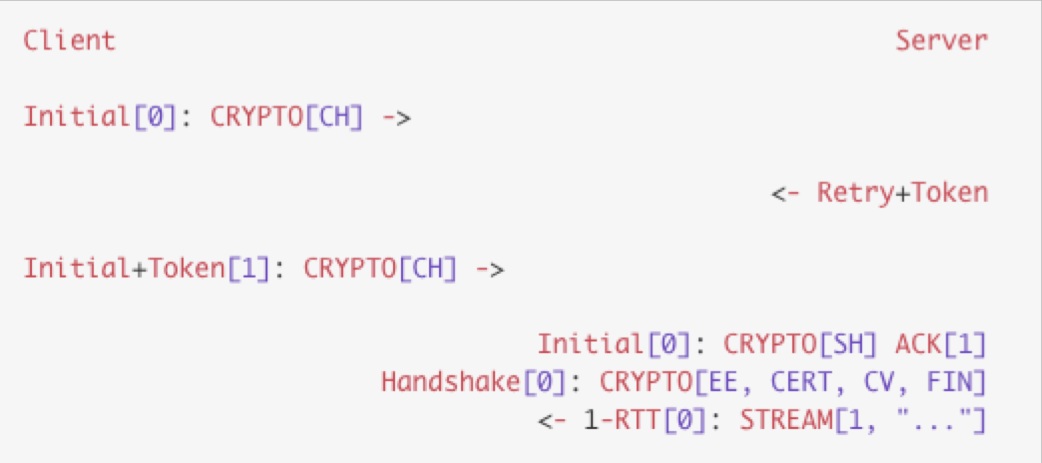 Client Server
Initial[0]: CRYPTO[CH] ->
<- Retry+Token
Initial+Token[1]: CRYPTO[CH] ->
Initial[0]: CRYPTO[SH] ACK[1]
Handshake[0]: CRYPTO[EE, CERT, CV, FIN]
<- 1-RTT[0]: STREAM[1, "..."]